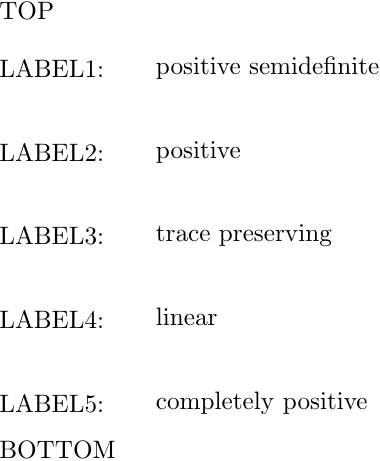 TOP
LABEL1: positive semidefinite
LABEL2: positive
LABEL3: trace preserving
LABEL4: linear
LABEL5: completely positive
BOTTOM